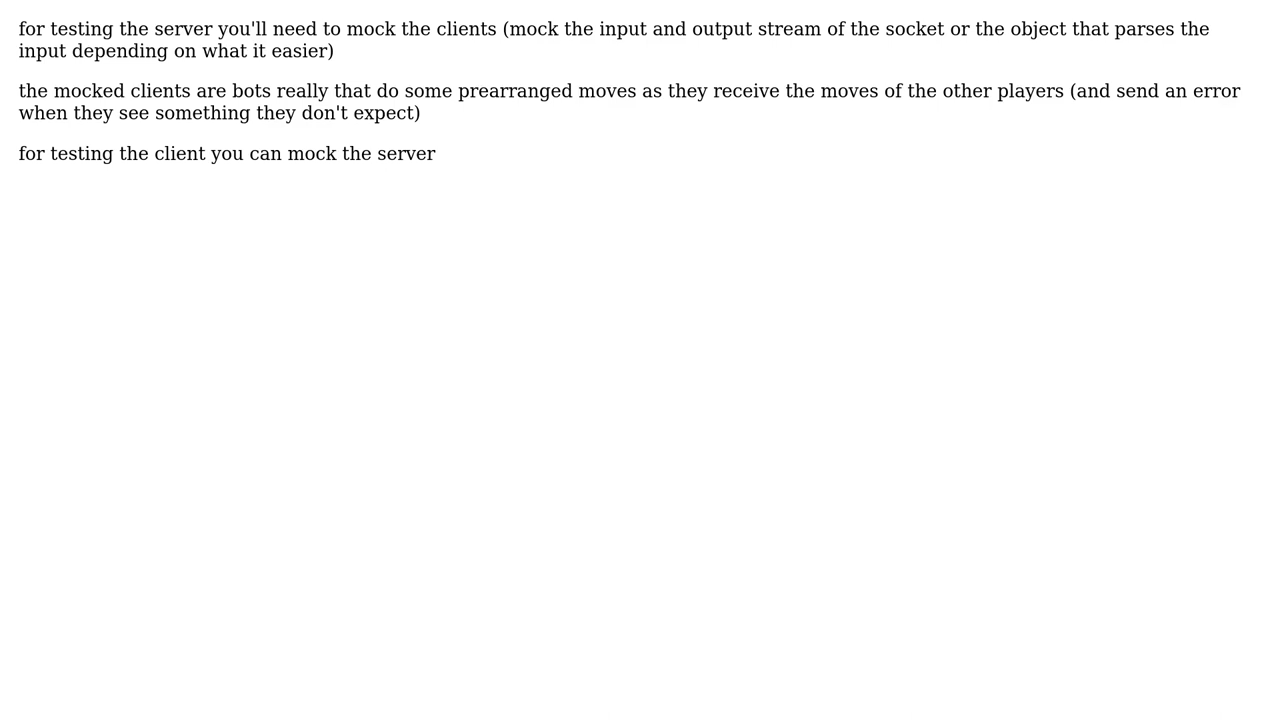 for testing the server you'll need to mock the clients (mock the input and output stream of the socket or the object that parses the
input depending on what it easier)
the mocked clients are bots really that do some prearranged moves as they receive the moves of the other players (and send an error
when they see something they don't expect)
for testing the client you can mock the server